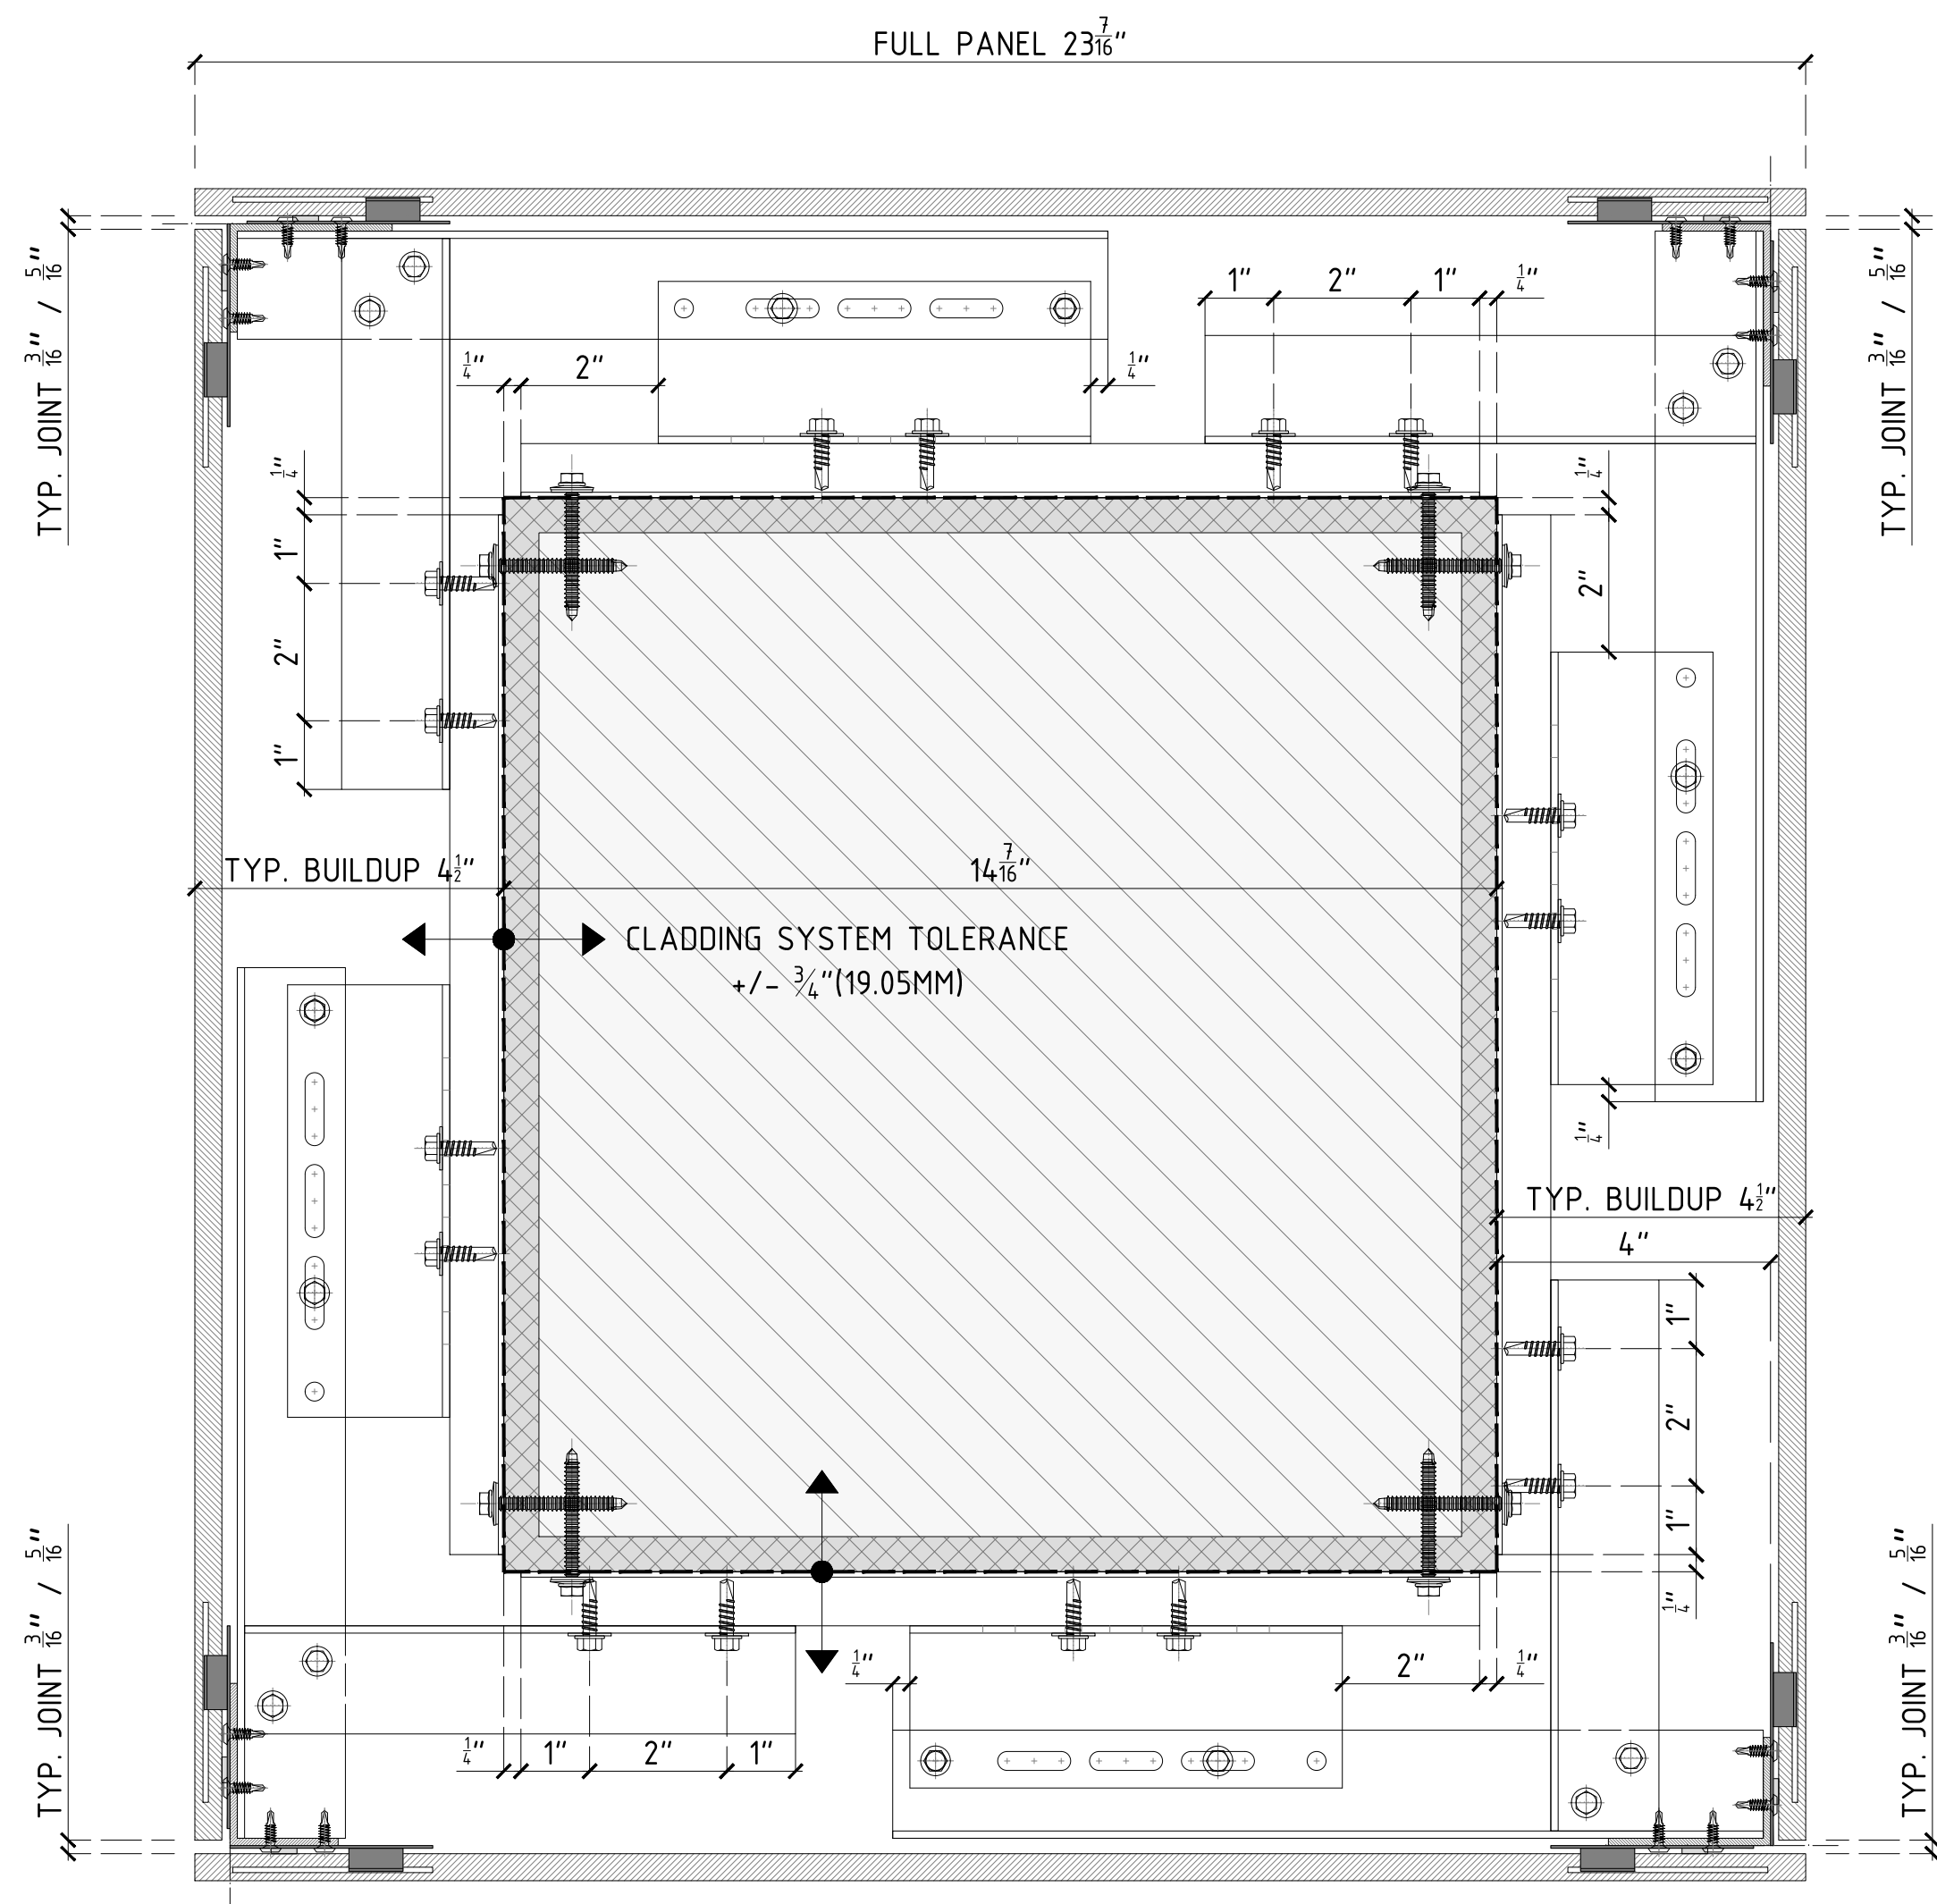 FULL PANEL 23 7/16"
TYP. JOINT 3/16" / 5/16"
TYP. JOINT 3/16" / 5/16"
1" 2" 1" 1/4"
1/4" 2" 1/4"
1/4"
1"
2"
1"
1/4"
2"
1/4"
TYP. BUILDUP 4 1/2"
14 7/16"
CLADDING SYSTEM TOLERANCE
+/- 3/4"(19.05MM)
TYP. BUILDUP 4 1/2"
4"
1"
2"
1"
1/4"
TYP. JOINT 3/16" / 5/16"
TYP. JOINT 3/16" / 5/16"
1/4" 2" 1/4"
1/4" 1" 2" 1"